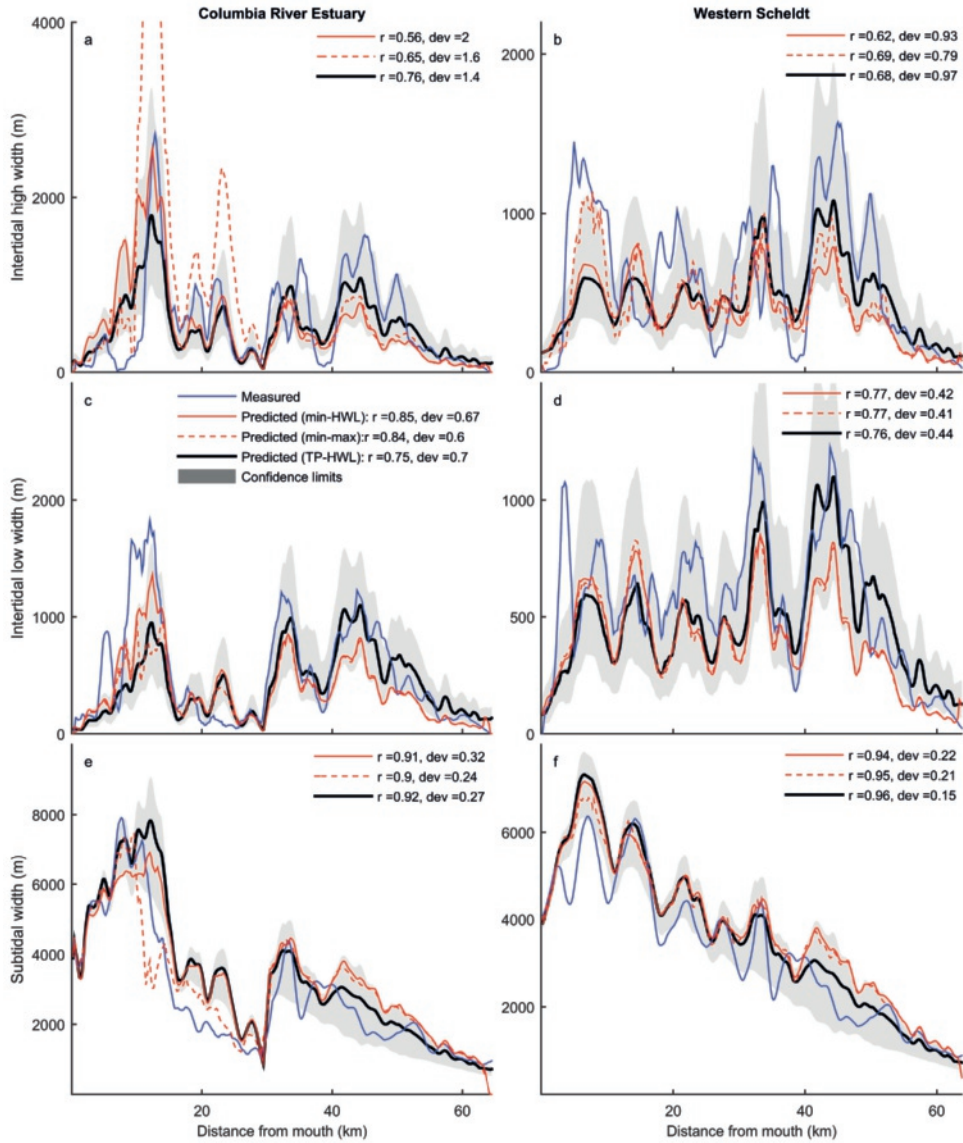 Columbia River Estuary
Western Scheldt
a
r =0.56, dev =2
r =0.65, dev =1.6
r =0.76, dev =1.4
b
r =0.62, dev =0.93
r =0.69, dev =0.79
r =0.68, dev =0.97
Intertidal high width (m)
4000
2000
0
2000
1000
0
c
Measured
Predicted (min-HWL): r =0.85, dev =0.67
Predicted (min-max):r =0.84, dev =0.6
Predicted (TP-HWL): r =0.75, dev =0.7
Confidence limits
d
r =0.77, dev =0.42
r =0.77, dev =0.41
r =0.76, dev =0.44
Intertidal low width (m)
2000
1000
0
1000
500
0
e
r =0.91, dev =0.32
r =0.9, dev =0.24
r =0.92, dev =0.27
f
r =0.94, dev =0.22
r =0.95, dev =0.21
r =0.96, dev =0.15
Subtidal width (m)
8000
6000
4000
2000
6000
4000
2000
20 40 60
20 40 60
Distance from mouth (km)
Distance from mouth (km)